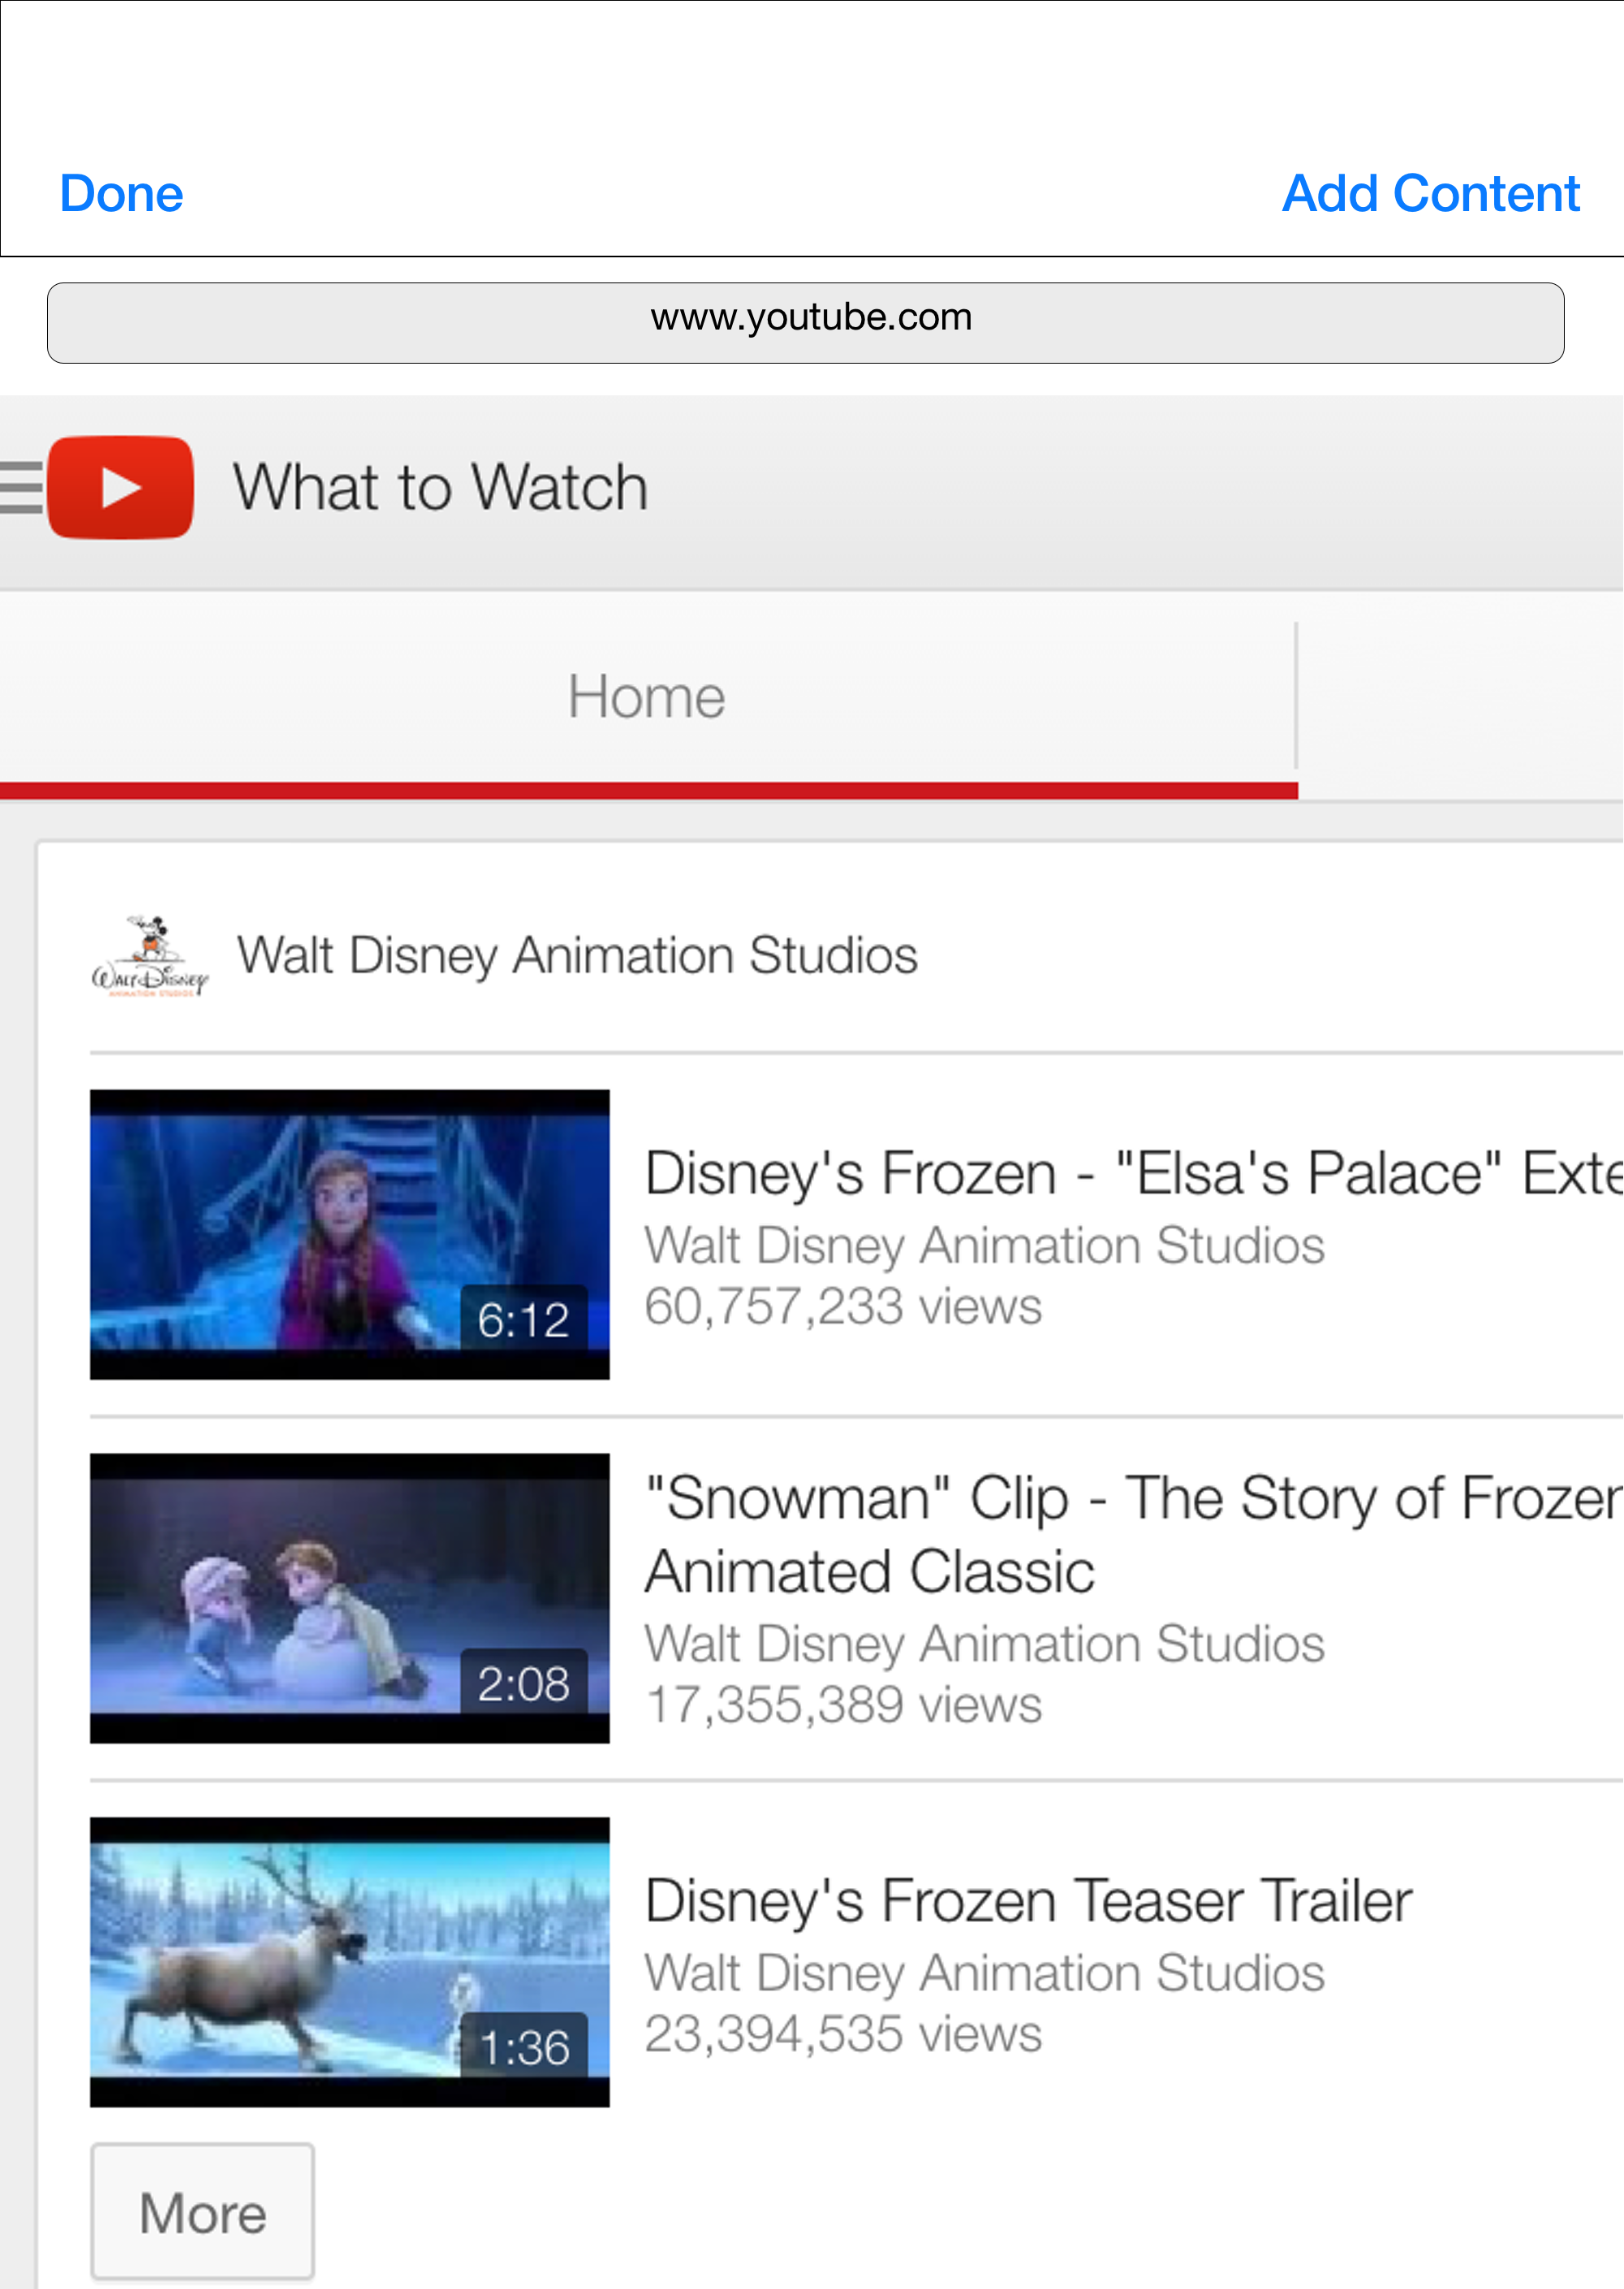 Done
Add Content
www.youtube.com
What to Watch
Home
WALT DISNEY
ANIMATION STUDIOS
Walt Disney Animation Studios
Disney's Frozen - "Elsa's Palace" Exte
Walt Disney Animation Studios
60,757,233 views
6:12
"Snowman" Clip - The Story of Frozen
Animated Classic
Walt Disney Animation Studios
17,355,389 views
2:08
Disney's Frozen Teaser Trailer
Walt Disney Animation Studios
23,394,535 views
1:36
More